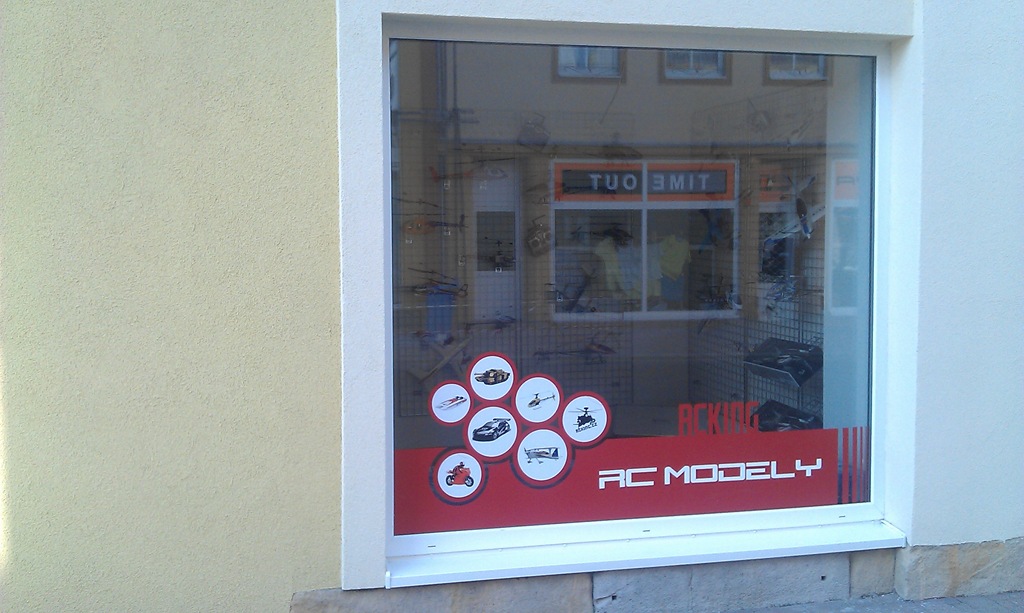 TIME OUT
RCKING
RC MODELY